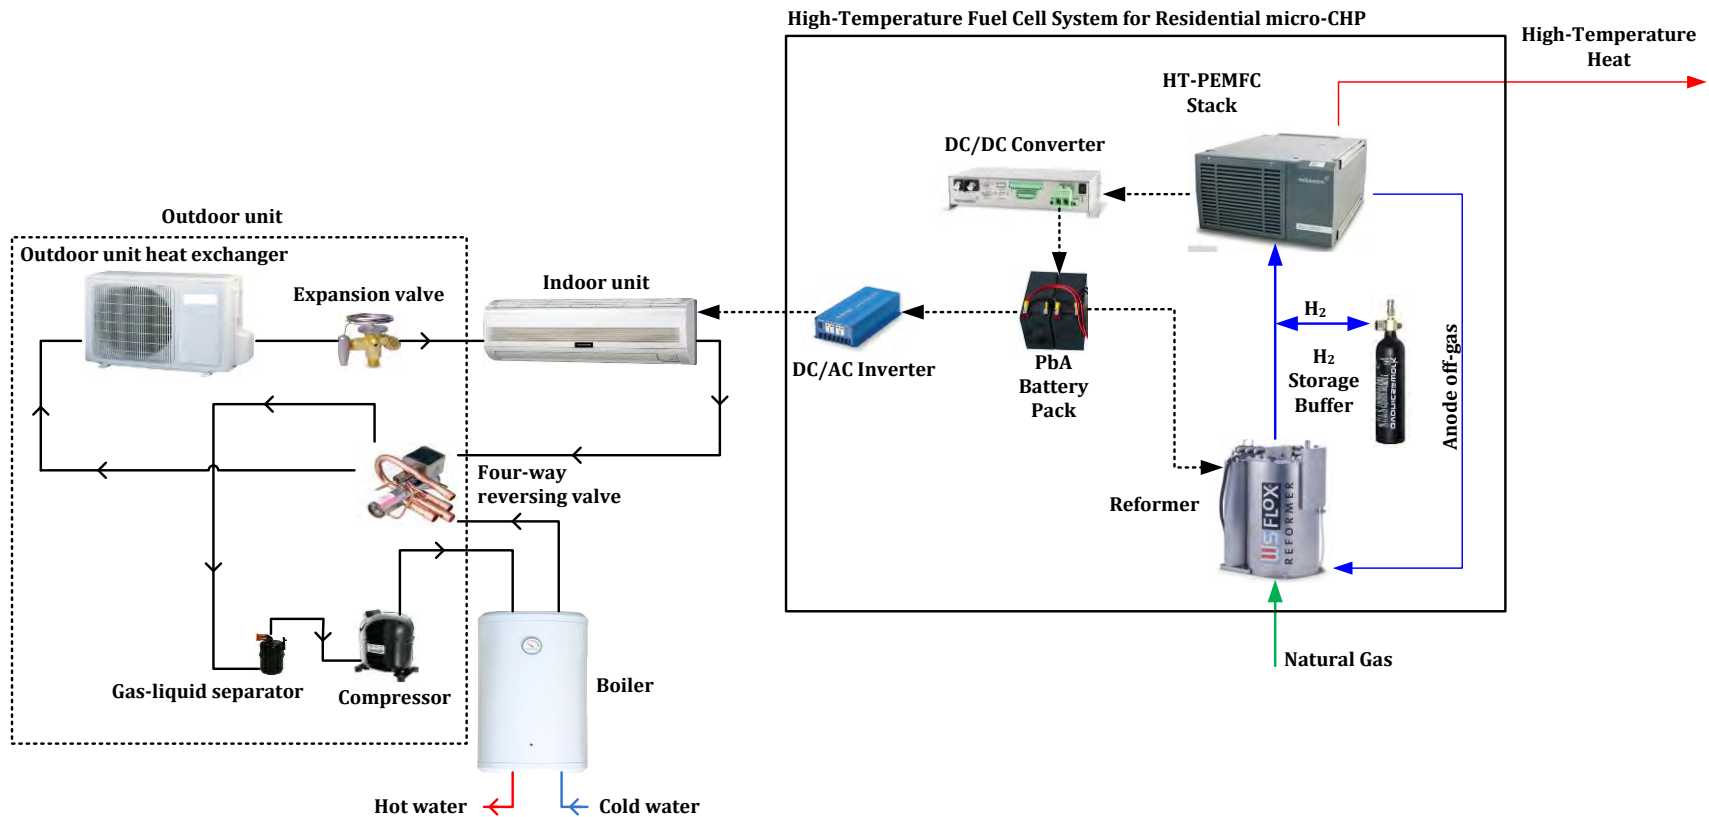 High-Temperature Fuel Cell System for Residential micro-CHP
High-Temperature
Heat
HT-PEMFC
Stack
DC/DC Converter
Outdoor unit
Outdoor unit heat exchanger
Expansion valve
Indoor unit
H2
DC/AC Inverter
PbA
Battery
Pack
H2
Storage
Buffer
Anode off-gas
Four-way
reversing valve
Reformer
WS FLOX
REFORMER
Natural Gas
Gas-liquid separator
Compressor
Boiler
Hot water
Cold water